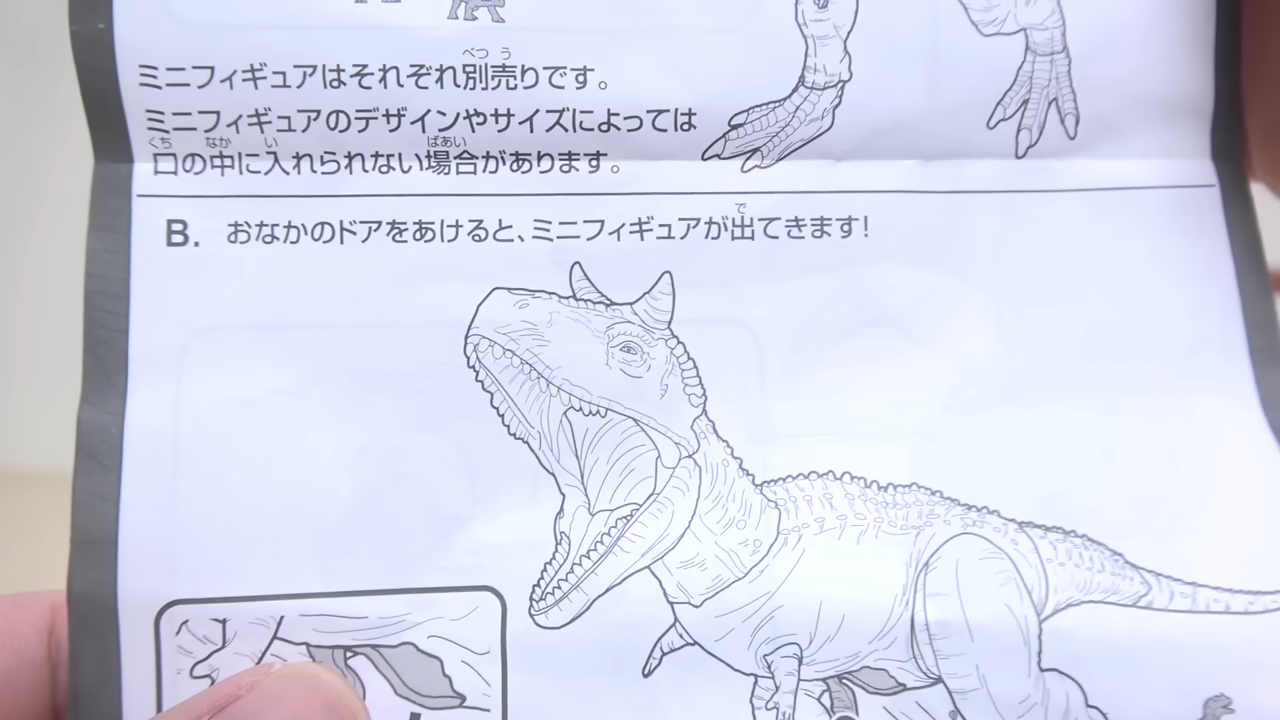 ミニフィギュアはそれぞれ別売りです。
ミニフィギュアのデザインやサイズによっては
口の中に入れられない場合があります。
B. おなかのドアをあけると、ミニフィギュアが出てきます!